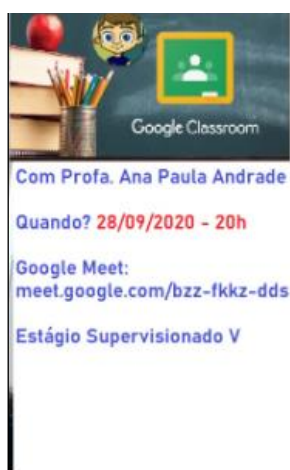 Google Classroom
Com Profa. Ana Paula Andrade
Quando? 28/09/2020 - 20h
Google Meet:
meet.google.com/bzz-fkkz-dds
Estágio Supervisionado V